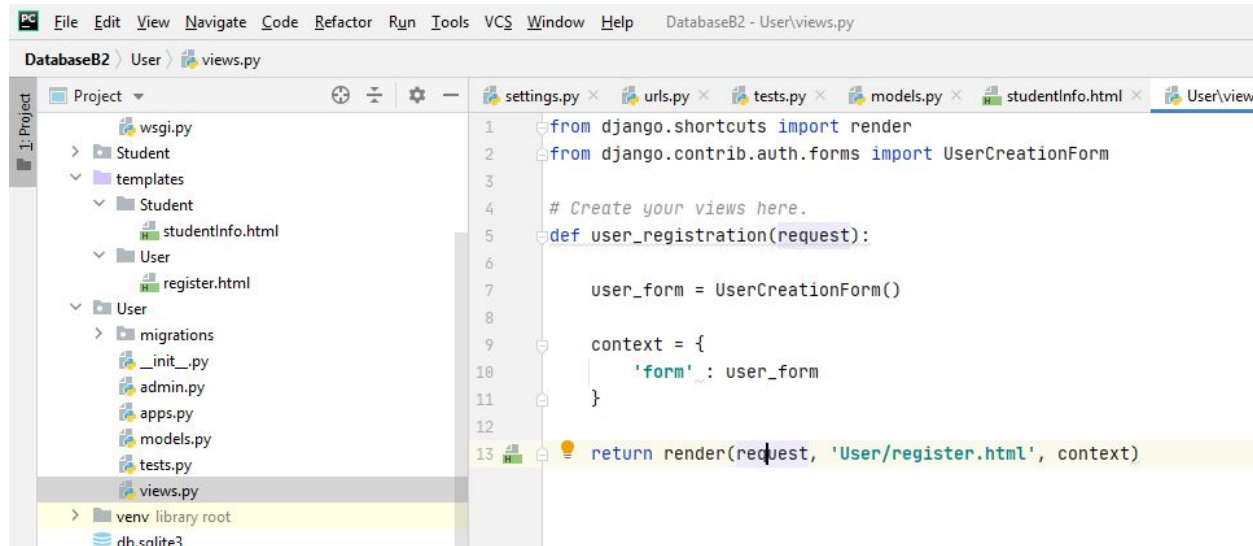 PC File Edit View Navigate Code Refactor Run Tools VCS Window Help DatabaseB2 - User\views.py
DatabaseB2 User views.py
1: Project
Project
wsgi.py
Student
templates
Student
studentInfo.html
User
register.html
User
migrations
__init__.py
admin.py
apps.py
models.py
tests.py
views.py
venv library root
db.sqlite3
settings.py urls.py tests.py models.py studentInfo.html User\view
1 from django.shortcuts import render
2 from django.contrib.auth.forms import UserCreationForm
3
4 # Create your views here.
5 def user_registration(request):
6
7 user_form = UserCreationForm()
8
9 context = {
10 'form' : user_form
11 }
12
13 return render(request, 'User/register.html', context)